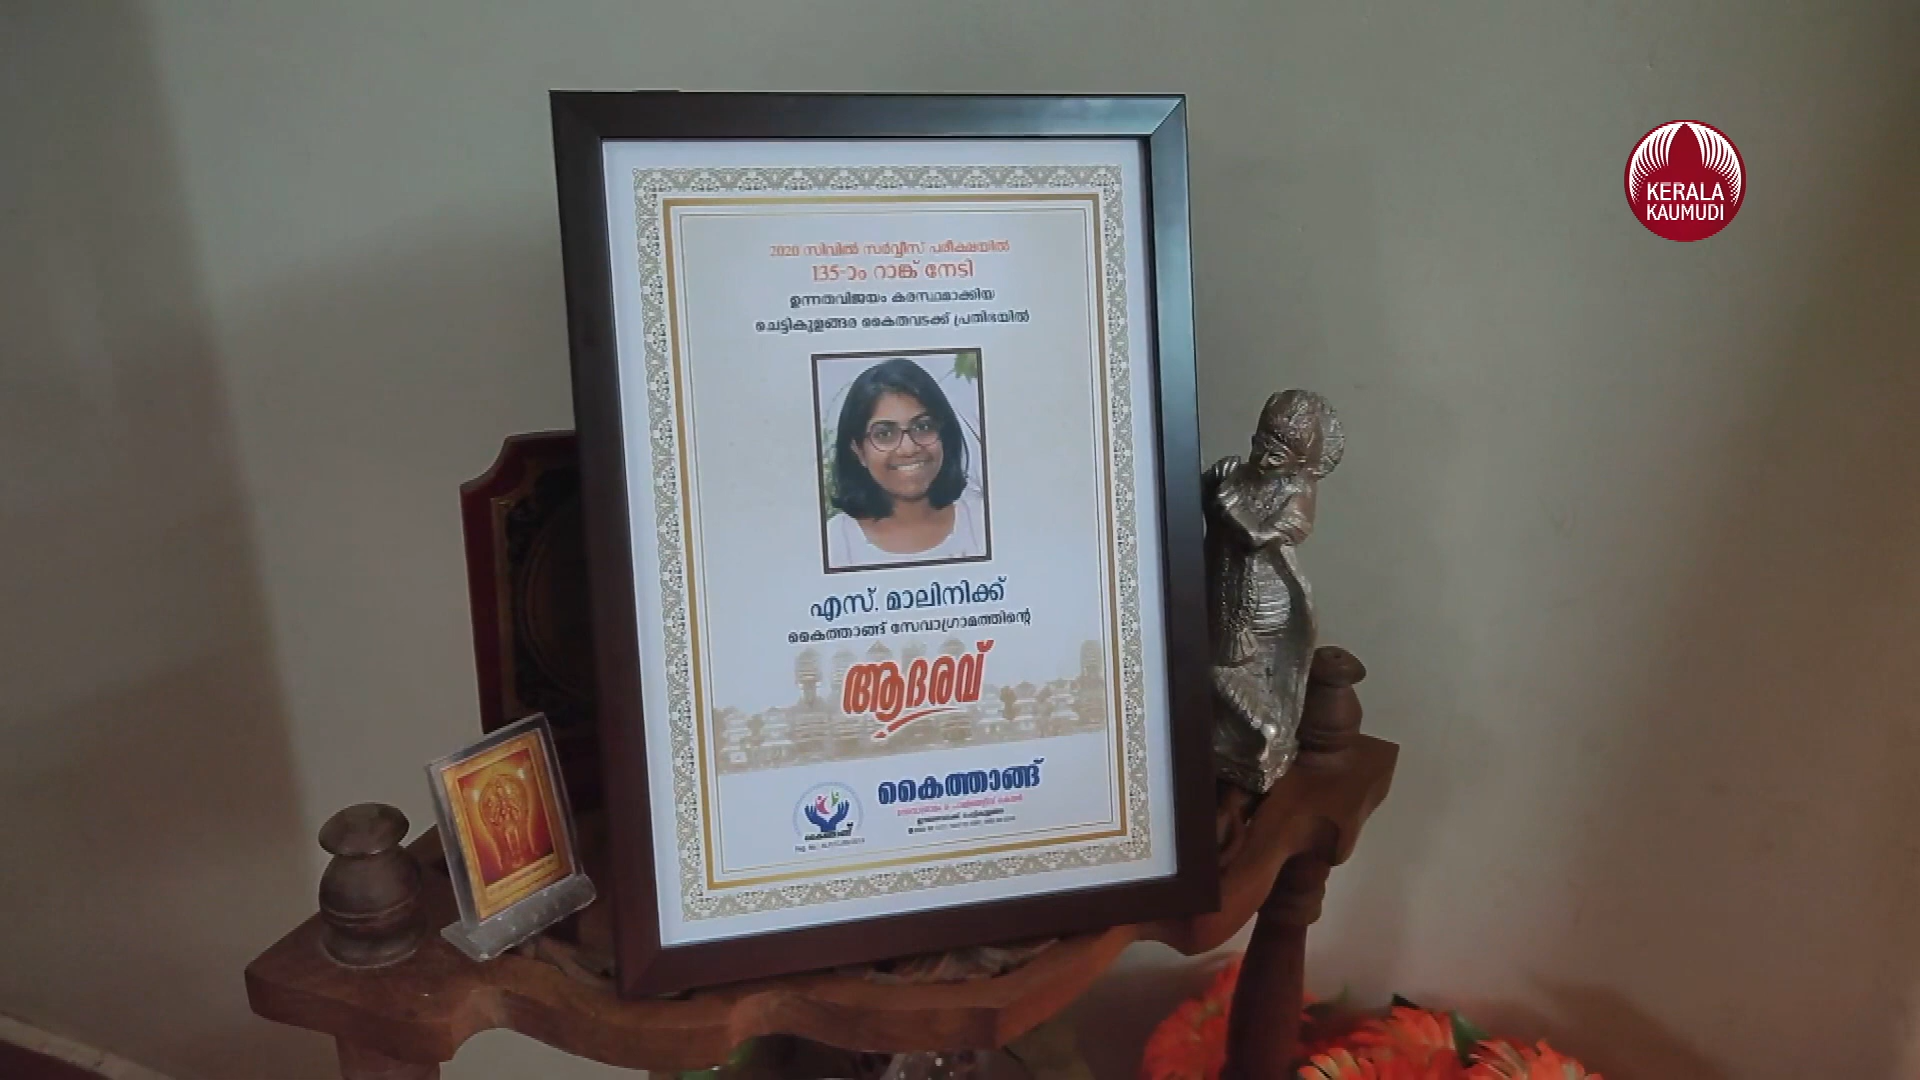 KERALA
KAUMUDI
2020 സിവിൽ സർവ്വീസ് പരീക്ഷയിൽ
135-ാം റാങ്ക് നേടി
ഉന്നതവിജയം കരസ്ഥമാക്കിയ
ചെട്ടികുളങ്ങര കൈതവടക്ക് പ്രതിഭയിൽ
എസ്. മാലിനിക്ക്
കൈത്താങ്ങ് സേവാഗ്രാമത്തിന്റെ
ആദരവ്
കൈത്താങ്ങ്
കൈത്താങ്ങ്